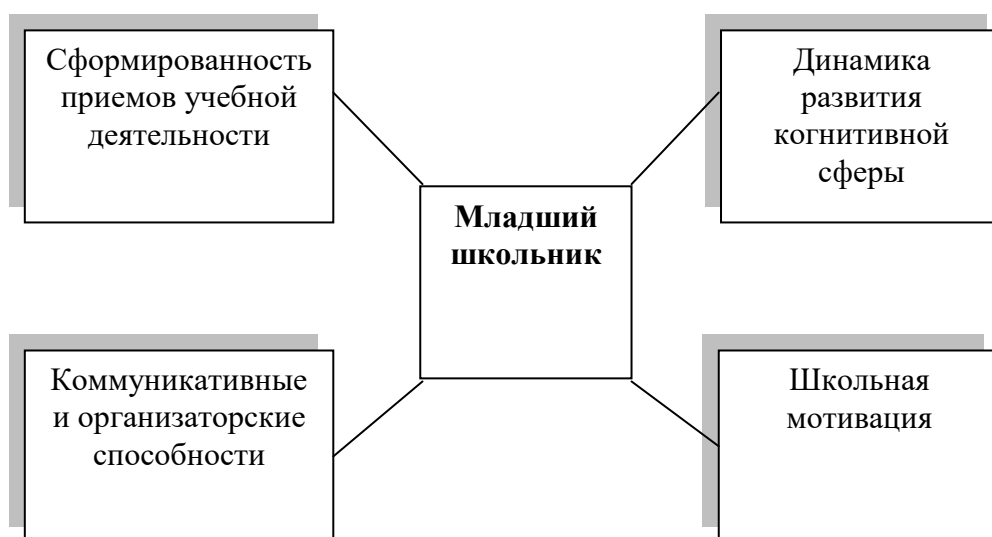 Сформированность
приемов учебной
деятельности
Динамика
развития
когнитивной
сферы
Младший
школьник
Коммуникативные
и организаторские
способности
Школьная
мотивация